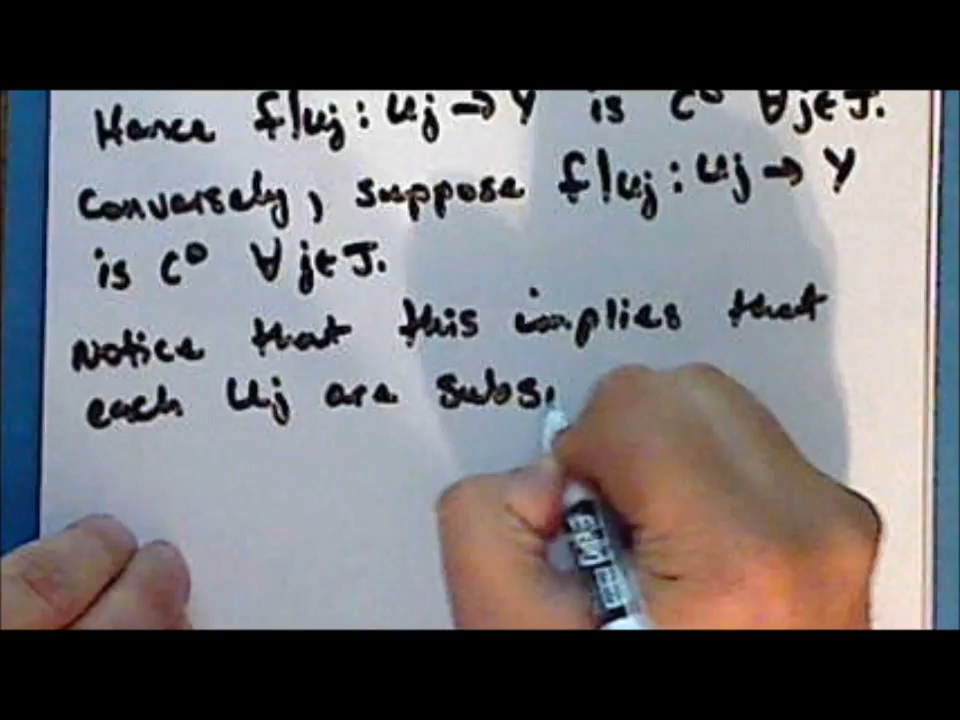 Hence f|uj : uj → Y is C⁰ ∀ j∈J.
Conversely, suppose f|uj : uj → Y
is C⁰ ∀ j∈J.
Notice that this implies that
each Uj are subs